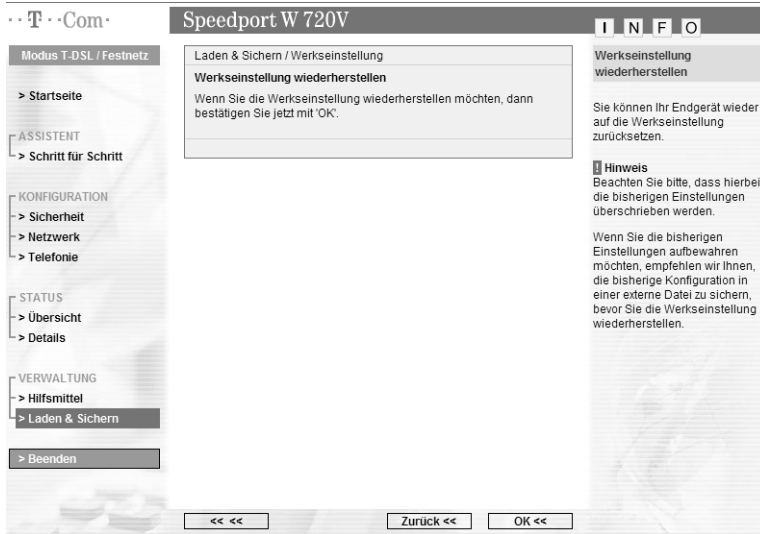 ··T··Com·
Speedport W 720V
I N F O
Modus T-DSL / Festnetz
> Startseite
ASSISTENT
> Schritt für Schritt
KONFIGURATION
> Sicherheit
> Netzwerk
> Telefonie
STATUS
> Übersicht
> Details
VERWALTUNG
> Hilfsmittel
> Laden & Sichern
> Beenden
Laden & Sichern / Werkseinstellung
Werkseinstellung wiederherstellen
Wenn Sie die Werkseinstellung wiederherstellen möchten, dann
bestätigen Sie jetzt mit 'OK'.
<< <<
Zurück <<
OK <<
Werkseinstellung
wiederherstellen
Sie können Ihr Endgerät wieder
auf die Werkseinstellung
zurücksetzen.
! Hinweis
Beachten Sie bitte, dass hierbei
die bisherigen Einstellungen
überschrieben werden.
Wenn Sie die bisherigen
Einstellungen aufbewahren
möchten, empfehlen wir Ihnen,
die bisherige Konfiguration in
einer externe Datei zu sichern,
bevor Sie die Werkseinstellung
wiederherstellen.